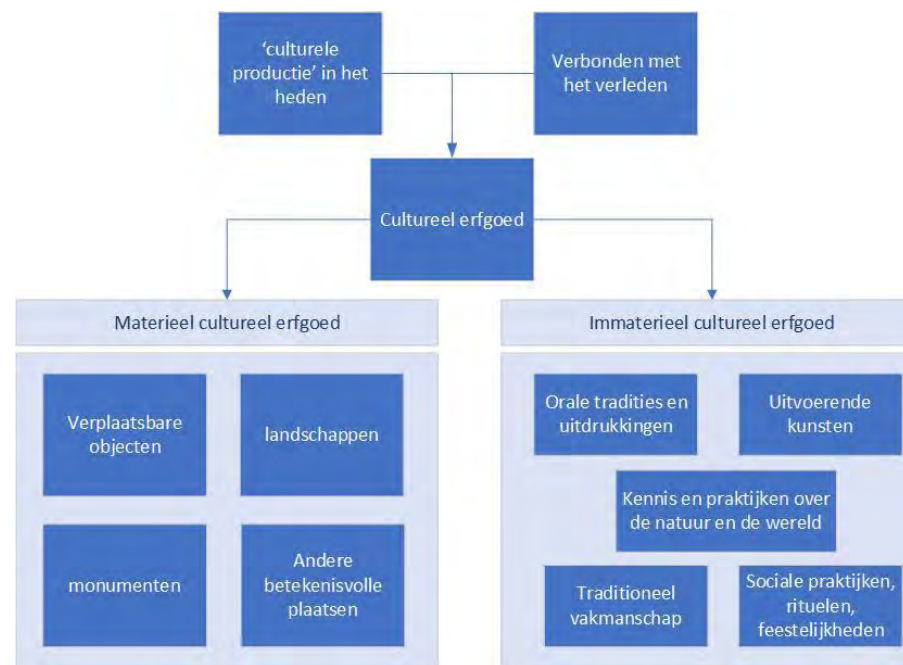 ‘culturele
productie’ in het
heden
Verbonden met
het verleden
Cultureel erfgoed
Materieel cultureel erfgoed
Verplaatsbare
objecten
landschappen
monumenten
Andere
betekenisvolle
plaatsen
Immaterieel cultureel erfgoed
Orale tradities en
uitdrukkingen
Uitvoerende
kunsten
Kennis en praktijken over
de natuur en de wereld
Traditioneel
vakmanschap
Sociale praktijken,
rituelen,
feestelijkheden